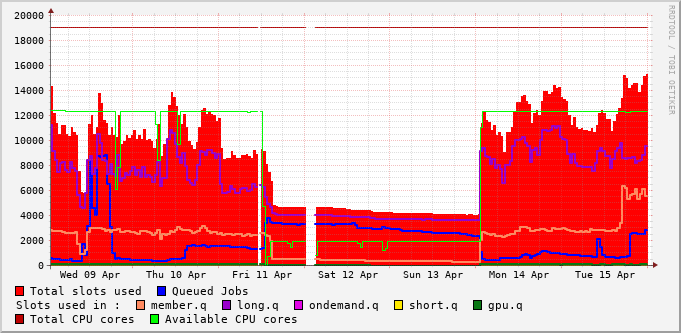 20000
18000
16000
14000
12000
10000
8000
6000
4000
2000
0
Wed 09 Apr Thu 10 Apr Fri 11 Apr Sat 12 Apr Sun 13 Apr Mon 14 Apr Tue 15 Apr
Total slots used Queued Jobs
Slots used in : member.q long.q ondemand.q short.q gpu.q
Total CPU cores Available CPU cores
RRDTOOL / TOBI OETIKER